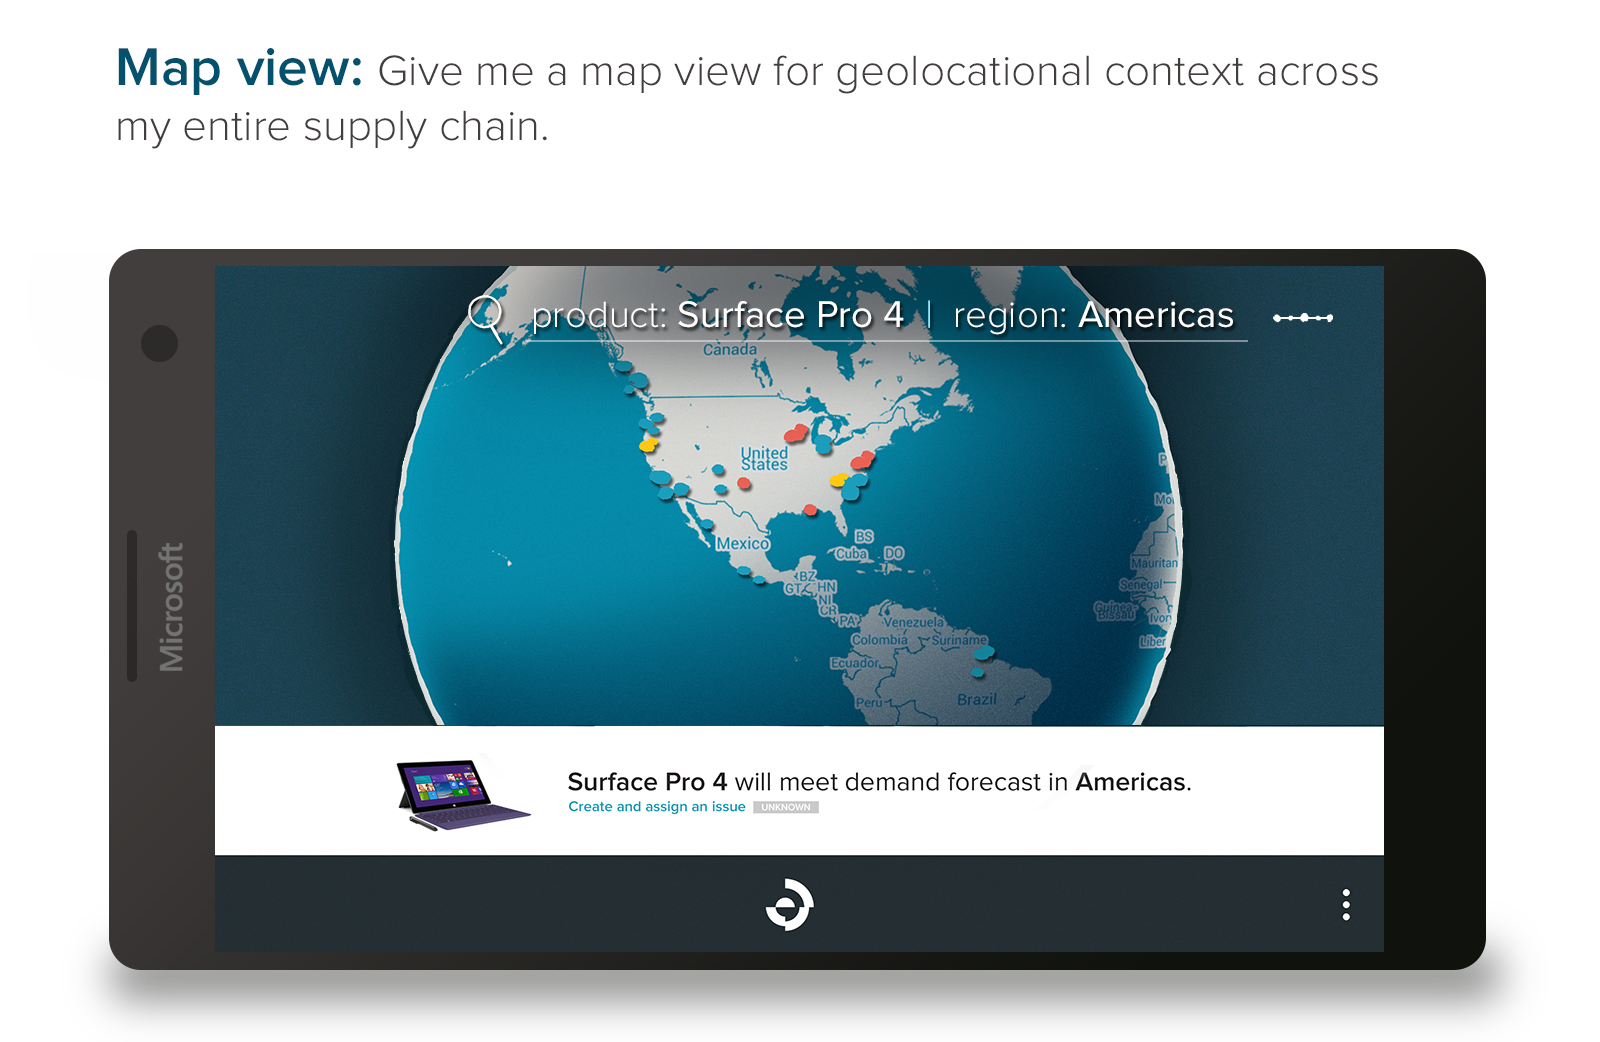 Map view: Give me a map view for geolocational context across
my entire supply chain.
product: Surface Pro 4 | region: Americas
Canada
United
States
Mexico
BS
Cuba
DO
BZ
GT
HN
NI
CR
PA
Venezuela
Colombia
Suriname
Ecuador
Peru
Brazil
Mauritan
Senegal
Guinea-
Bissau
Ivor
Liber
Microsoft
Surface Pro 4 will meet demand forecast in Americas.
Create and assign an issue UNKNOWN